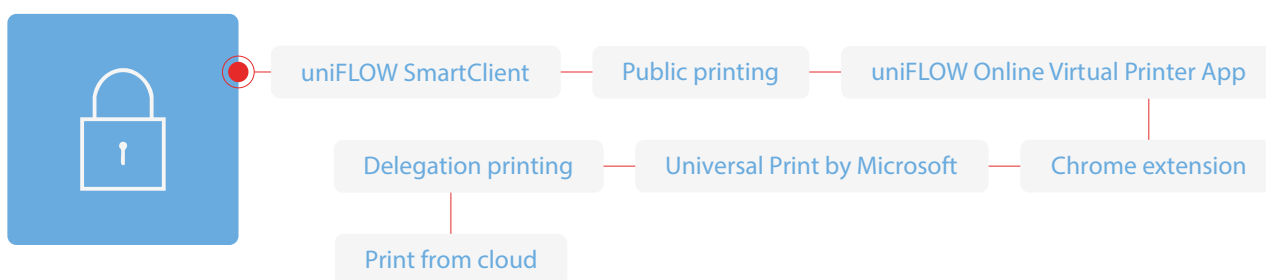 uniFLOW SmartClient
Public printing
uniFLOW Online Virtual Printer App
Chrome extension
Universal Print by Microsoft
Delegation printing
Print from cloud